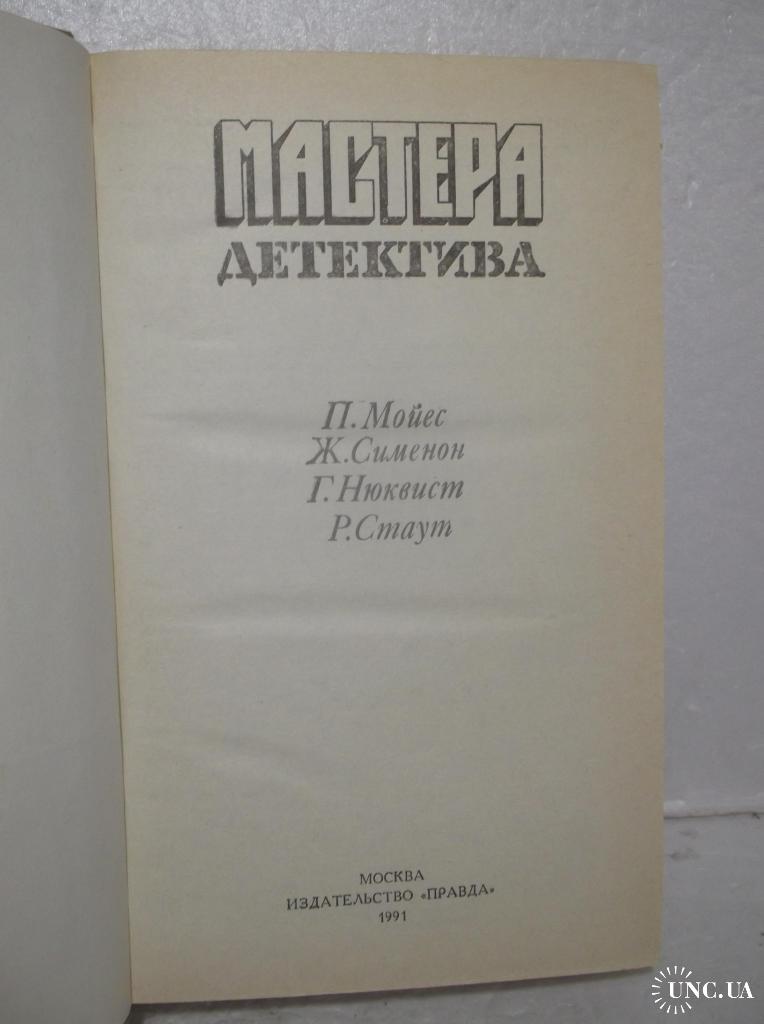 МАСТЕРА
ДЕТЕКТИВА
П. Мойес
Ж. Сименон
Г. Нюквист
Р. Стаут
МОСКВА
ИЗДАТЕЛЬСТВО «ПРАВДА»
1991
UNC.UA